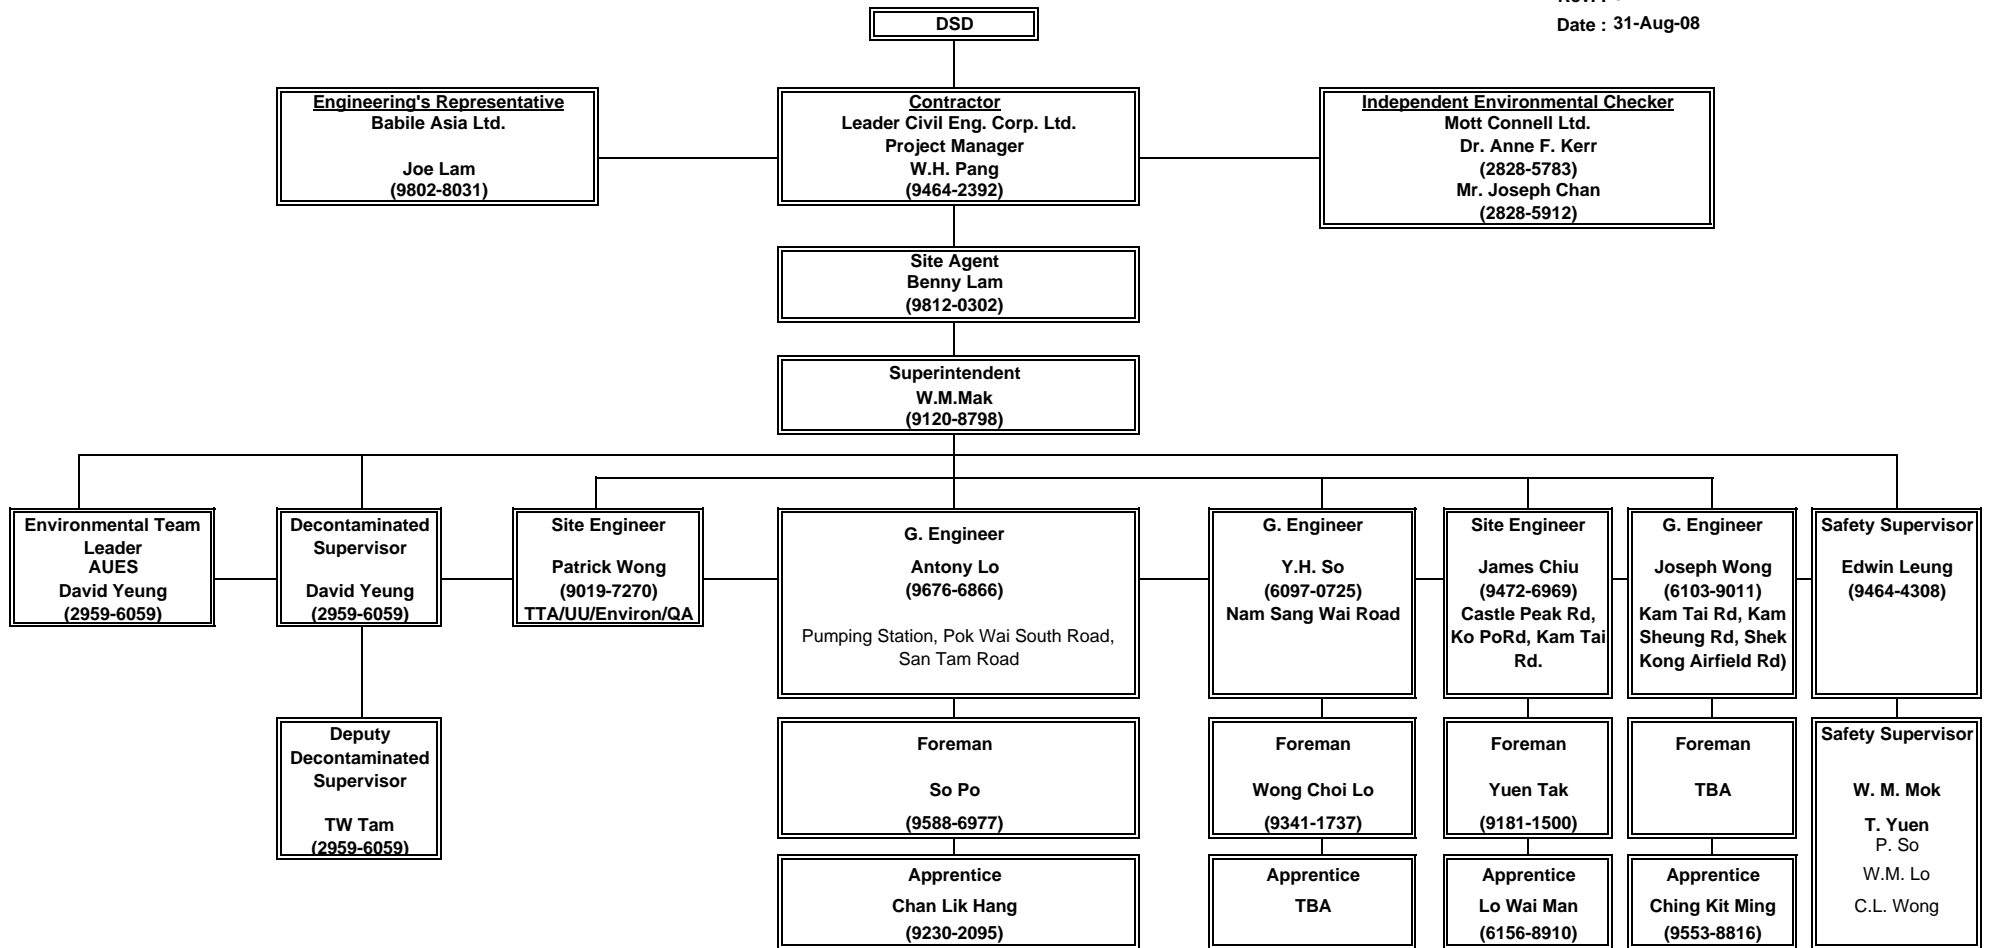 Date : 31-Aug-08
DSD
Engineering's Representative
Babile Asia Ltd.
Joe Lam
(9802-8031)
Contractor
Leader Civil Eng. Corp. Ltd.
Project Manager
W.H. Pang
(9464-2392)
Independent Environmental Checker
Mott Connell Ltd.
Dr. Anne F. Kerr
(2828-5783)
Mr. Joseph Chan
(2828-5912)
Site Agent
Benny Lam
(9812-0302)
Superintendent
W.M.Mak
(9120-8798)
Environmental Team
Leader
AUES
David Yeung
(2959-6059)
Decontaminated
Supervisor
David Yeung
(2959-6059)
Site Engineer
Patrick Wong
(9019-7270)
TTA/UU/Environ/QA
G. Engineer
Antony Lo
(9676-6866)
Pumping Station, Pok Wai South Road,
San Tam Road
G. Engineer
Y.H. So
(6097-0725)
Nam Sang Wai Road
Site Engineer
James Chiu
(9472-6969)
Castle Peak Rd,
Ko PoRd, Kam Tai
Rd.
G. Engineer
Joseph Wong
(6103-9011)
Kam Tai Rd, Kam
Sheung Rd, Shek
Kong Airfield Rd)
Safety Supervisor
Edwin Leung
(9464-4308)
Deputy
Decontaminated
Supervisor
TW Tam
(2959-6059)
Foreman
So Po
(9588-6977)
Foreman
Wong Choi Lo
(9341-1737)
Foreman
Yuen Tak
(9181-1500)
Foreman
TBA
Safety Supervisor
W. M. Mok
T. Yuen
P. So
W.M. Lo
C.L. Wong
Apprentice
Chan Lik Hang
(9230-2095)
Apprentice
TBA
Apprentice
Lo Wai Man
(6156-8910)
Apprentice
Ching Kit Ming
(9553-8816)